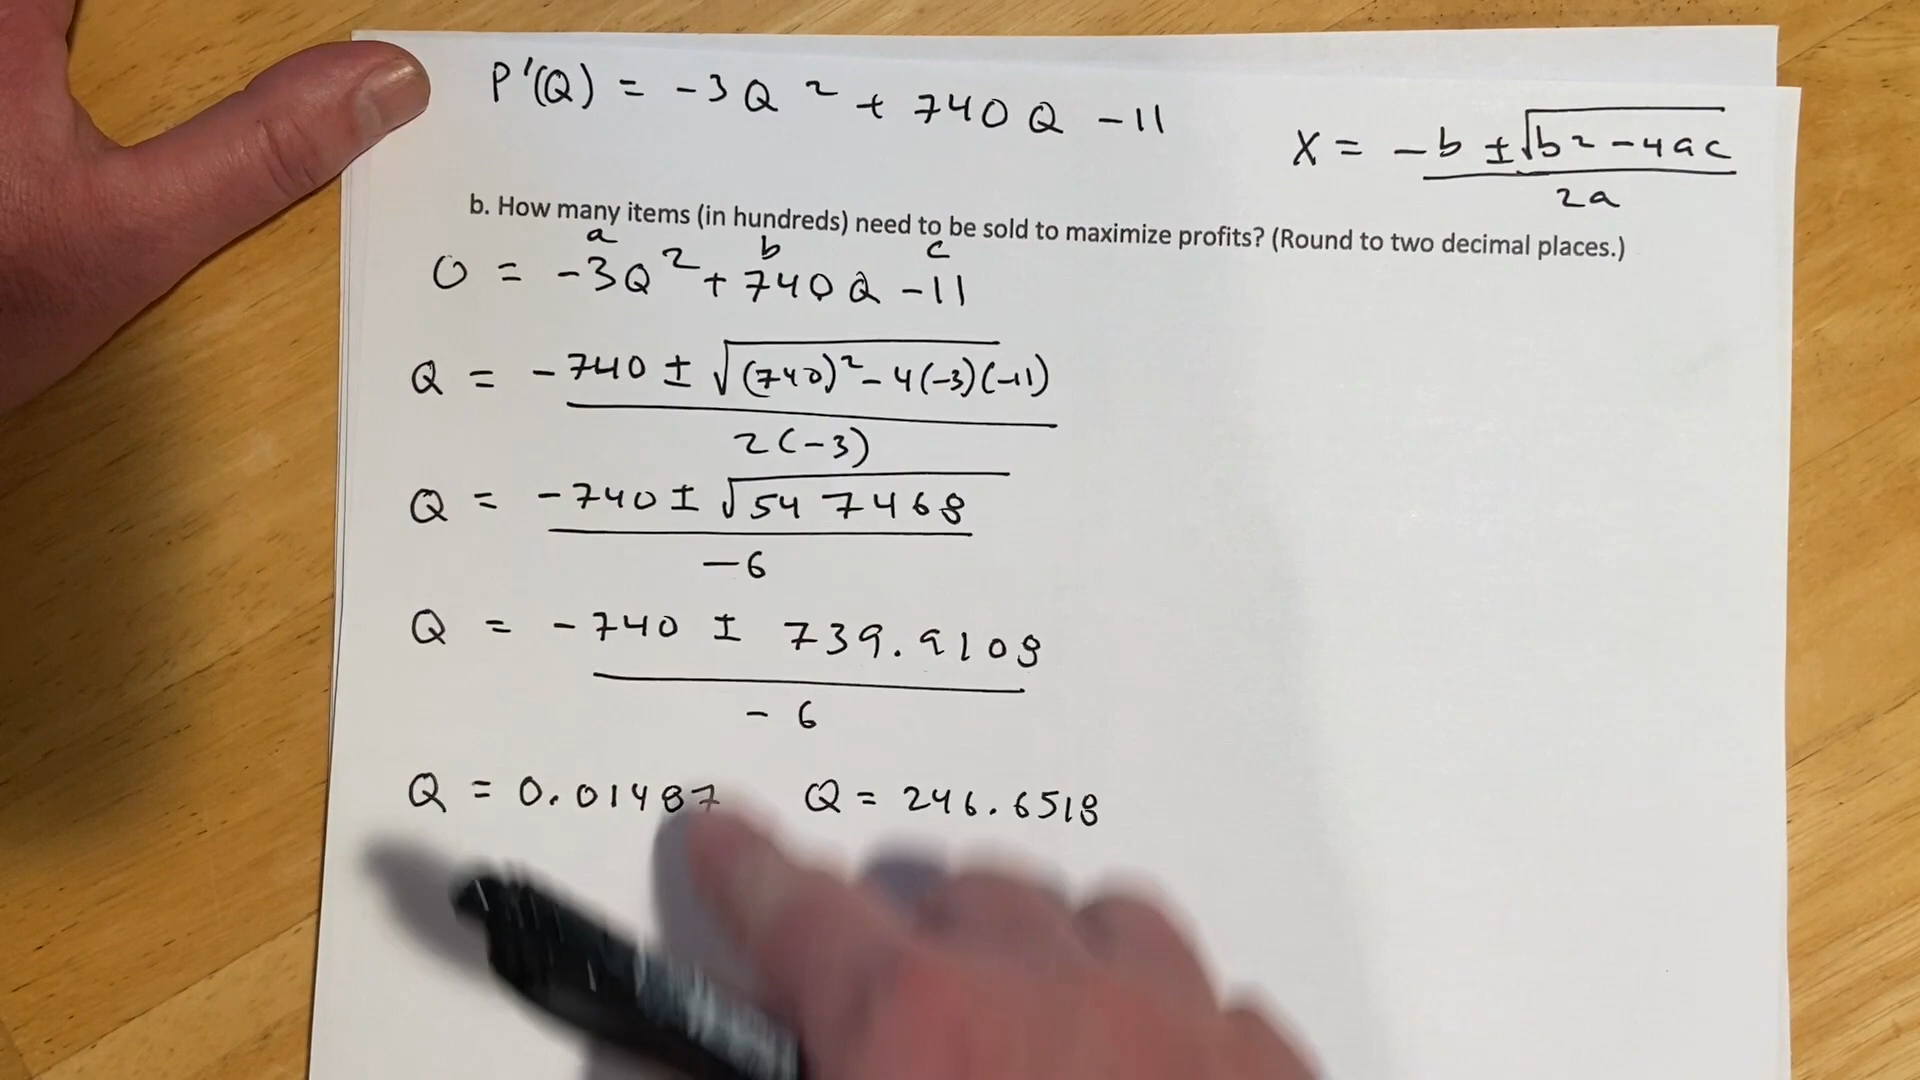 P'(Q) = -3Q² + 740Q - 11
X = -b ± √b² - 4ac
2a
b. How many items (in hundreds) need to be sold to maximize profits? (Round to two decimal places.)
a b c
0 = -3Q² + 740Q - 11
Q = -740 ± √(740)² - 4(-3)(-11)
2(-3)
Q = -740 ± √547468
-6
Q = -740 ± 739.9108
-6
Q = 0.01487 Q = 246.6518